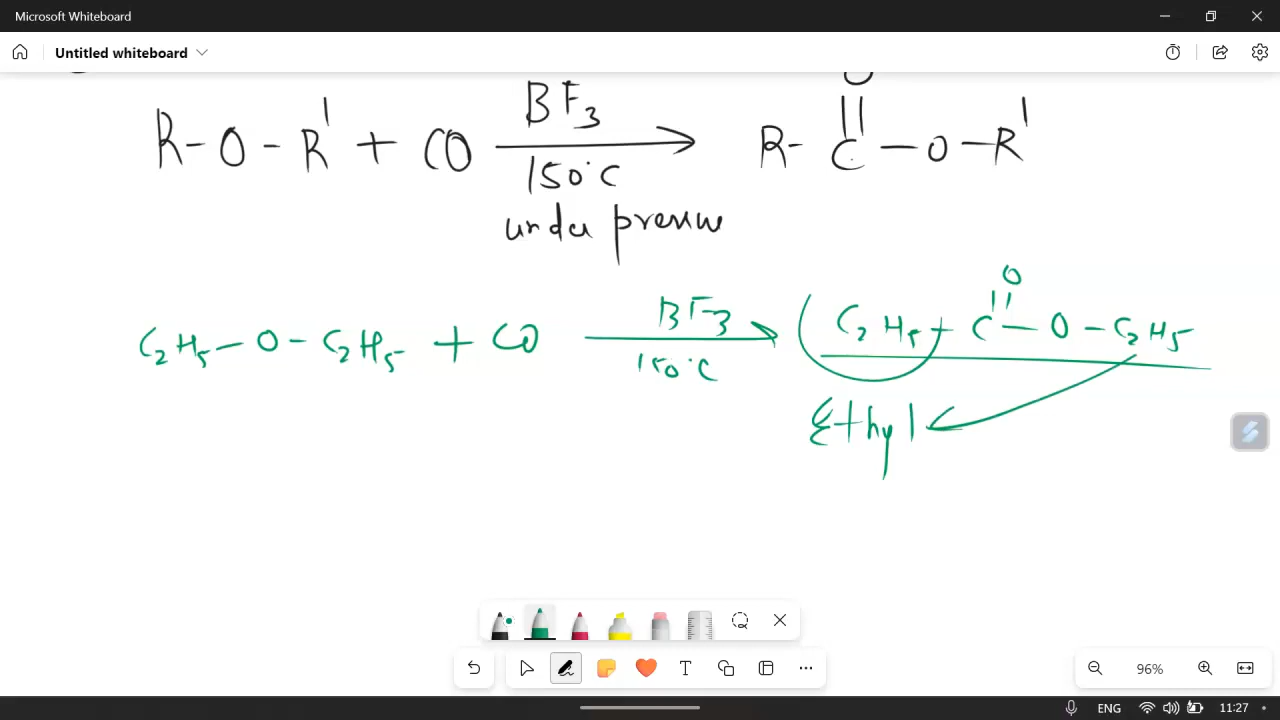 Microsoft Whiteboard
Untitled whiteboard
O
BF3
R-O-R' + CO → R-C-O-R'
150°C
under pressure
O
BF3
C2H5-O-C2H5 + CO → C2H5+C-O-C2H5
150°C
Ethyl
T
96%
ENG
11:27